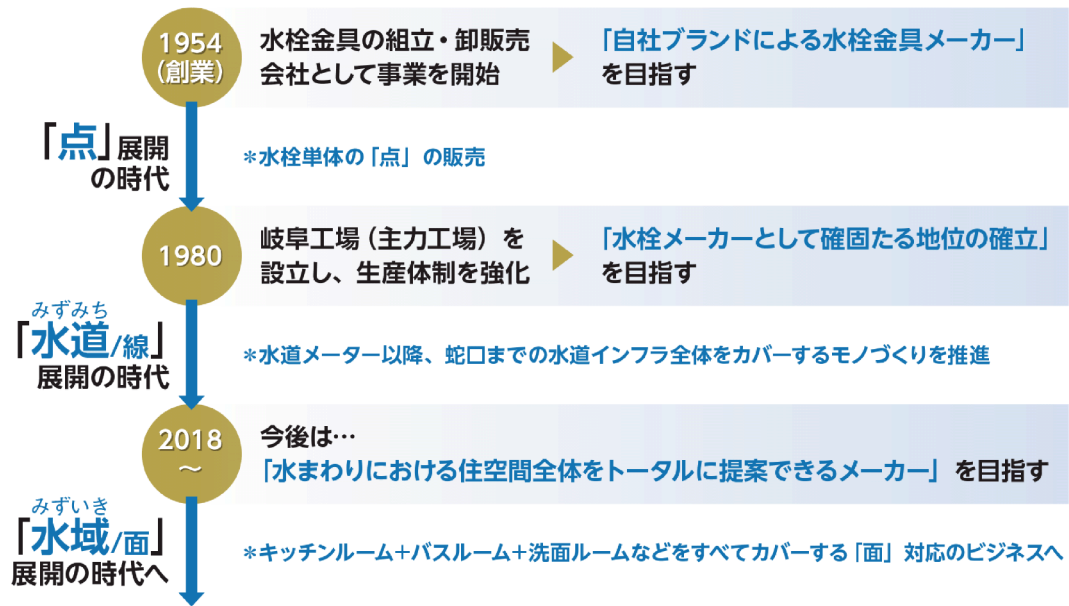 1954
（創業）
水栓金具の組立・卸販売
会社として事業を開始
「自社ブランドによる水栓金具メーカー」
を目指す
「点」展開
の時代
＊水栓単体の「点」の販売
1980
岐阜工場（主力工場）を
設立し、生産体制を強化
「水栓メーカーとして確固たる地位の確立」
を目指す
みずみち
「水道/線」
展開の時代
＊水道メーター以降、蛇口までの水道インフラ全体をカバーするモノづくりを推進
2018
～
今後は…
「水まわりにおける住空間全体をトータルに提案できるメーカー」を目指す
みずいき
「水域/面」
展開の時代へ
＊キッチンルーム＋バスルーム＋洗面ルームなどをすべてカバーする「面」対応のビジネスへ